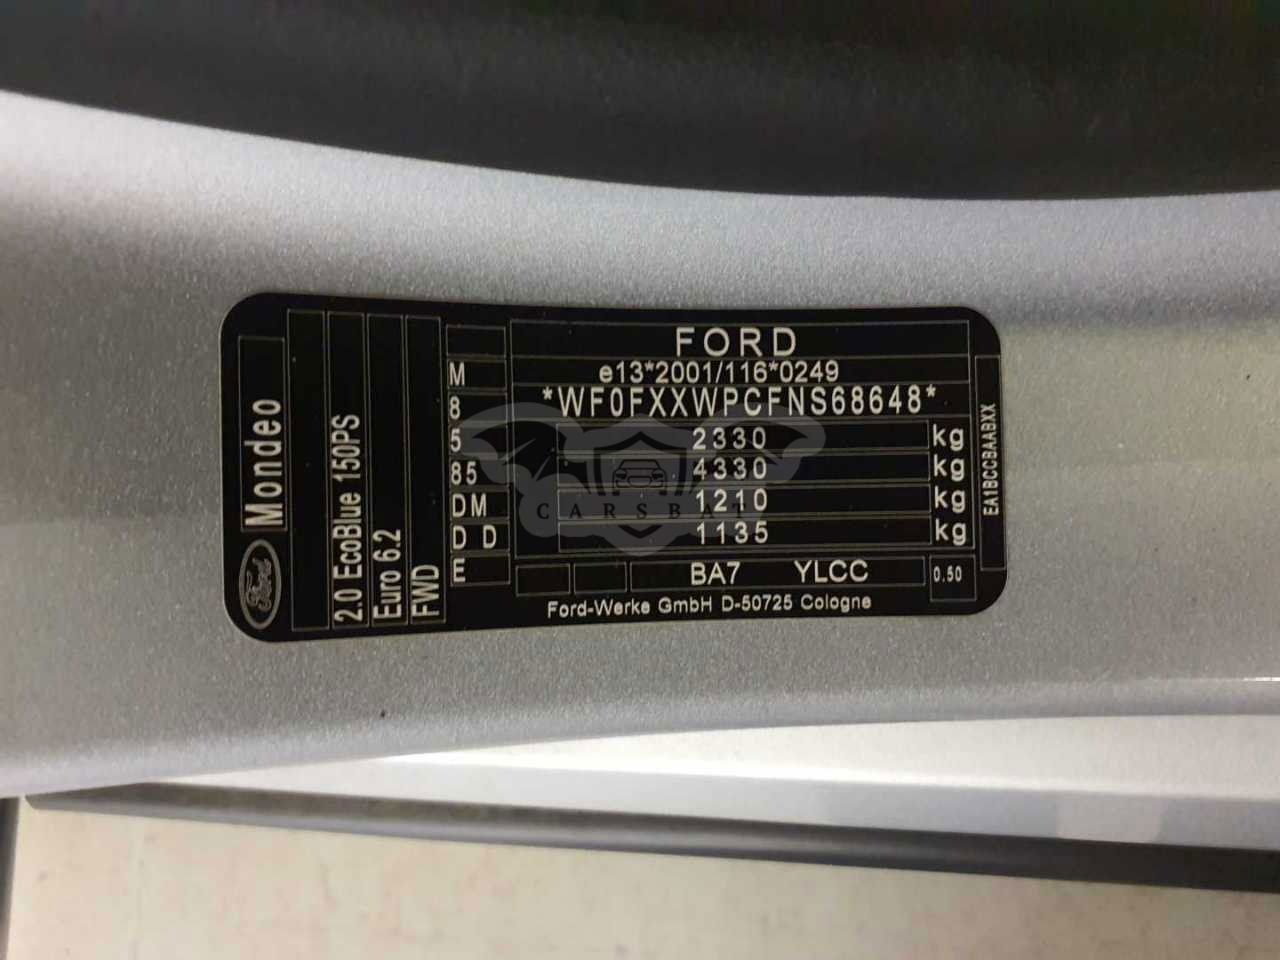 Ford
Mondeo
2.0 EcoBlue 150PS
Euro 6.2
FWD
M
8
5
85
DM
D D
E
FORD
e13*2001/116*0249
*WF0FXXWPCFNS68648*
2330 kg
4330 kg
1210 kg
1135 kg
BA7 YLCC
0.50
Ford-Werke GmbH D-50725 Cologne
EA1BCCBAABXX
CARSBAT